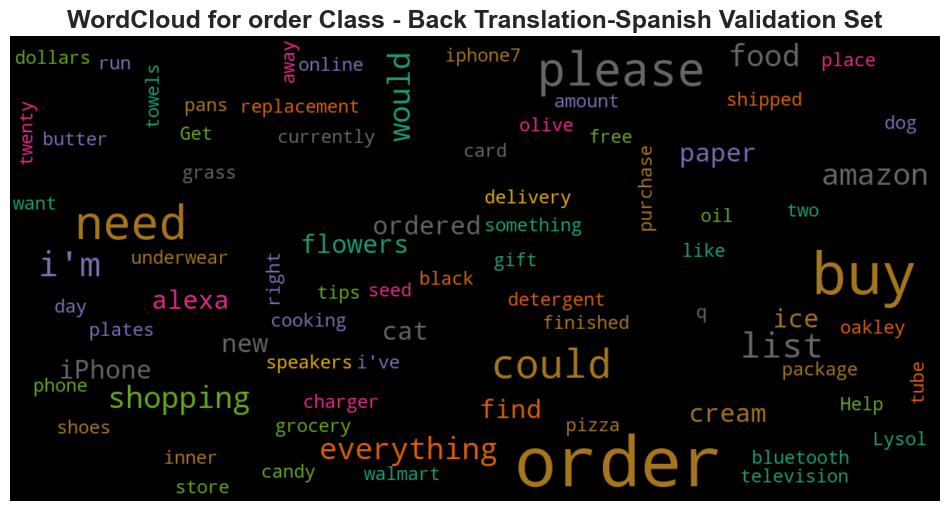 WordCloud for order Class - Back Translation-Spanish Validation Set
dollars
run
towels
away
online
would
iphone7
please
food
place
twenty
butter
pans
Get
replacement
currently
amount
olive
free
shipped
dog
card
purchase
paper
amazon
grass
want
need
delivery
ordered
something
oil
two
flowers
i'm
underwear
right
gift
like
buy
day
alexa
tips
seed
black
detergent
q
plates
cooking
finished
ice
oakley
new
cat
list
iPhone
speakers
i've
could
package
tube
phone
shopping
charger
find
cream
Help
shoes
grocery
pizza
everything
order
Lysol
inner
candy
walmart
bluetooth
television
store